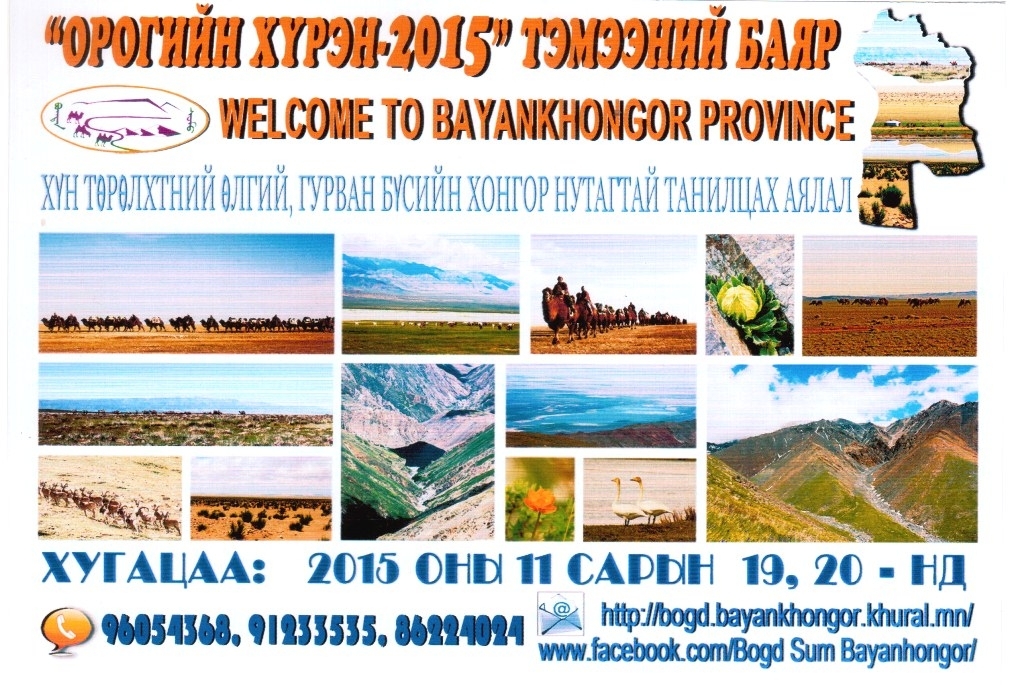 “ОРОГИЙН ХҮРЭН-2015” ТЭМЭЭНИЙ БАЯР
WELCOME TO BAYANKHONGOR PROVINCE
ХҮН ТӨРӨЛХТНИЙ ӨЛГИЙ, ГУРВАН БҮСИЙН ХОНГОР НУТАГТАЙ ТАНИЛЦАХ АЯЛАЛ
ХУГАЦАА: 2015 ОНЫ 11 САРЫН 19, 20 - НД
96054368, 91233535, 86224024
http://bogd.bayankhongor.khural.mn/
www.facebook.com/Bogd Sum Bayanhongor/